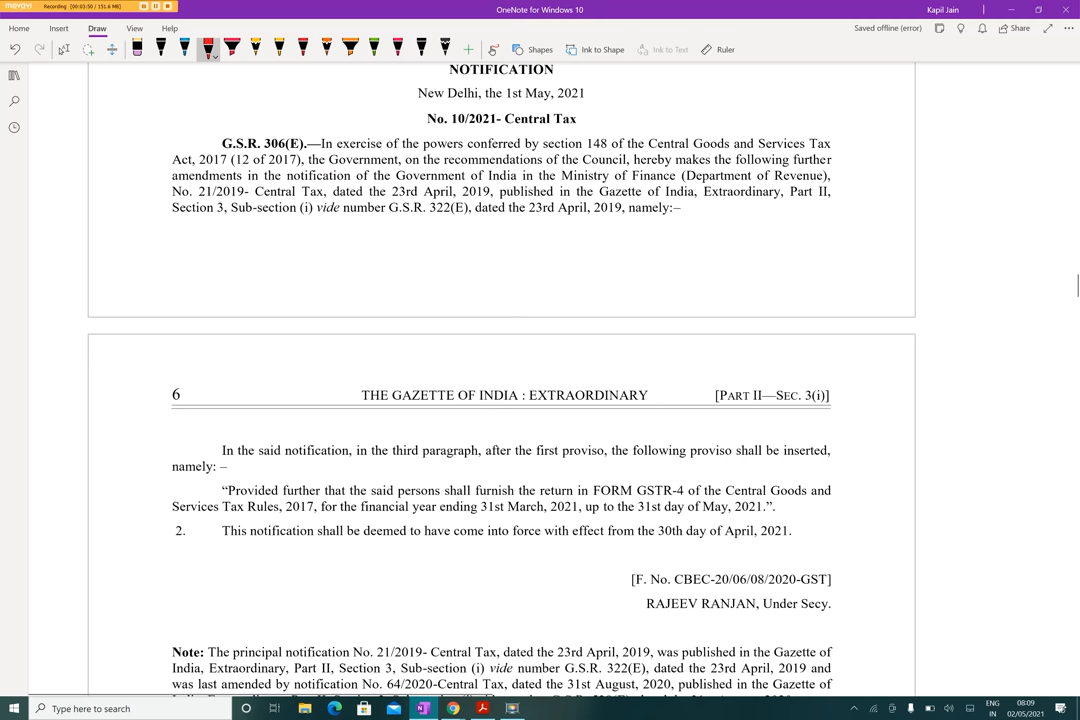 movavi Recording [00:03:50 / 151.6 MB]
OneNote for Windows 10
Kapil Jain
Home Insert Draw View Help
Saved offline (error)
Share
Shapes Ink to Shape Ink to Text Ruler
NOTIFICATION
New Delhi, the 1st May, 2021
No. 10/2021- Central Tax
G.S.R. 306(E).—In exercise of the powers conferred by section 148 of the Central Goods and Services Tax
Act, 2017 (12 of 2017), the Government, on the recommendations of the Council, hereby makes the following further
amendments in the notification of the Government of India in the Ministry of Finance (Department of Revenue),
No. 21/2019- Central Tax, dated the 23rd April, 2019, published in the Gazette of India, Extraordinary, Part II,
Section 3, Sub-section (i) vide number G.S.R. 322(E), dated the 23rd April, 2019, namely:–
6 THE GAZETTE OF INDIA : EXTRAORDINARY [PART II—SEC. 3(i)]
In the said notification, in the third paragraph, after the first proviso, the following proviso shall be inserted,
namely: –
“Provided further that the said persons shall furnish the return in FORM GSTR-4 of the Central Goods and
Services Tax Rules, 2017, for the financial year ending 31st March, 2021, up to the 31st day of May, 2021.”.
2. This notification shall be deemed to have come into force with effect from the 30th day of April, 2021.
[F. No. CBEC-20/06/08/2020-GST]
RAJEEV RANJAN, Under Secy.
Note: The principal notification No. 21/2019- Central Tax, dated the 23rd April, 2019, was published in the Gazette of
India, Extraordinary, Part II, Section 3, Sub-section (i) vide number G.S.R. 322(E), dated the 23rd April, 2019 and
was last amended by notification No. 64/2020-Central Tax, dated the 31st August, 2020, published in the Gazette of
Type here to search
ENG
IN
08:09
02/05/2021